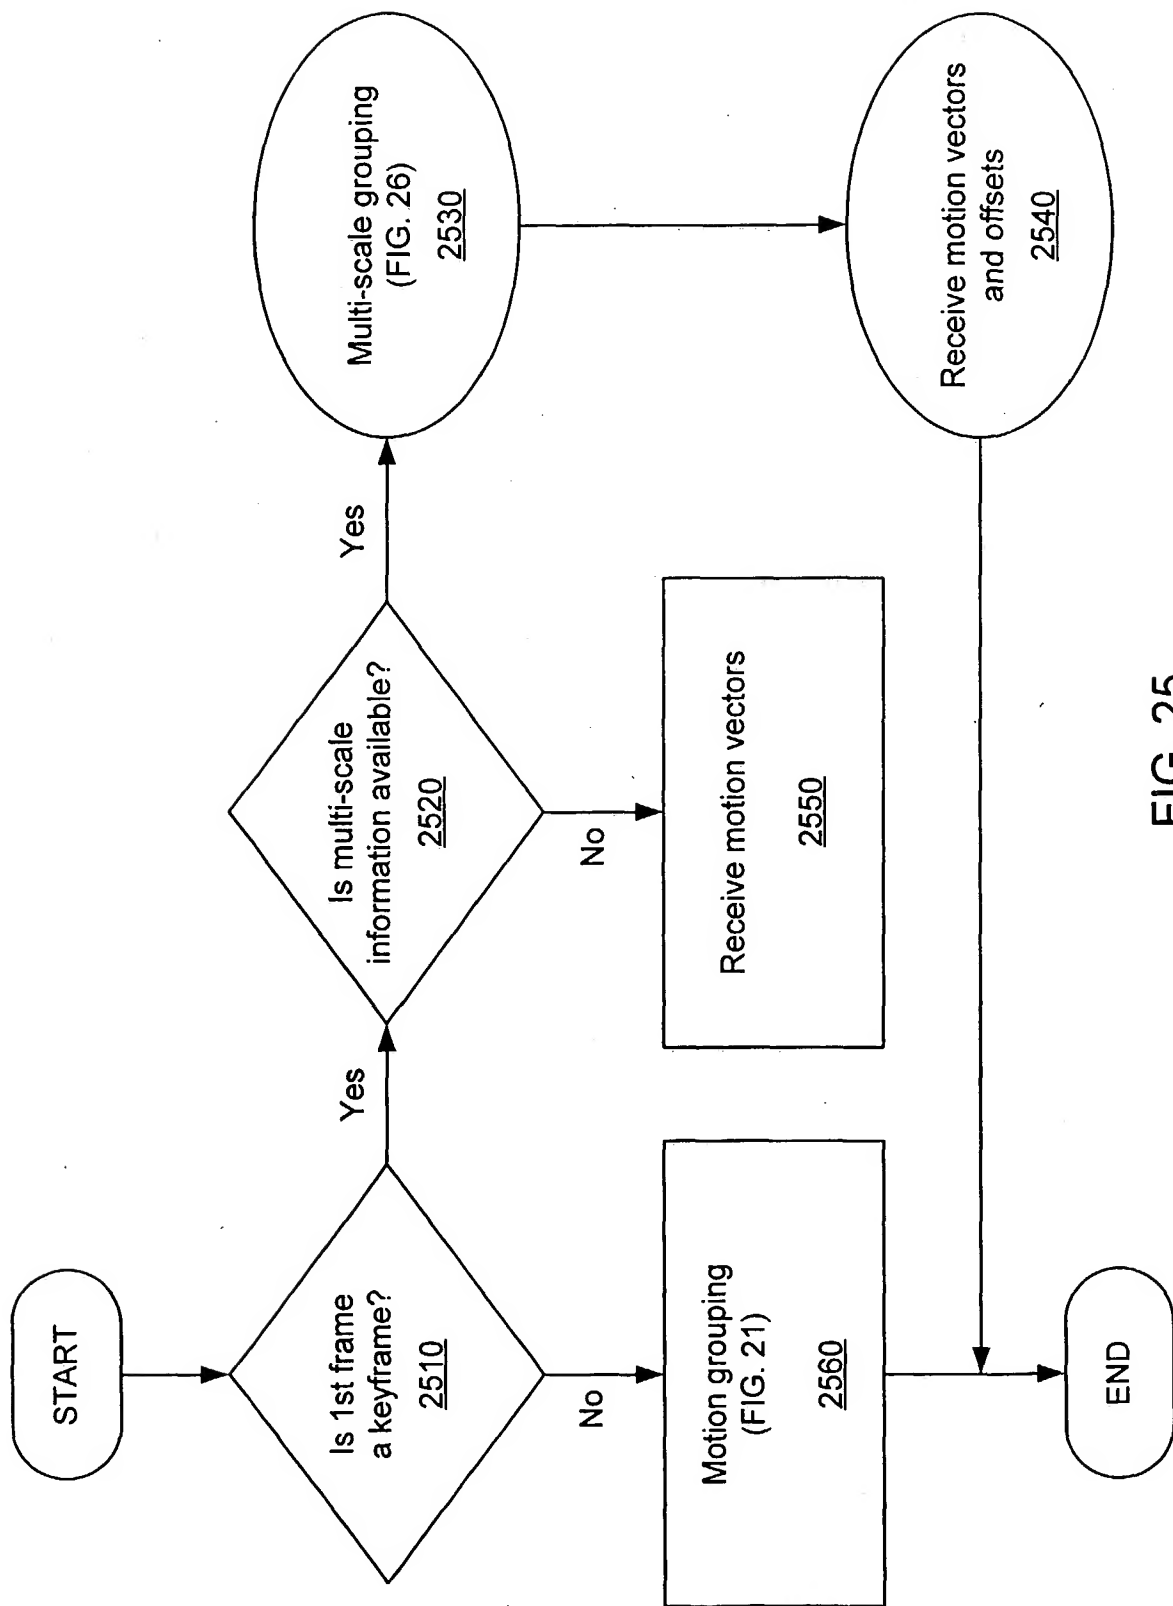 START
Is 1st frame
a keyframe?
2510
Yes
No
Is multi-scale
information available?
2520
Yes
No
Multi-scale grouping
(FIG. 26)
2530
Motion grouping
(FIG. 21)
2560
Receive motion vectors
2550
Receive motion vectors
and offsets
2540
END
FIG. 25